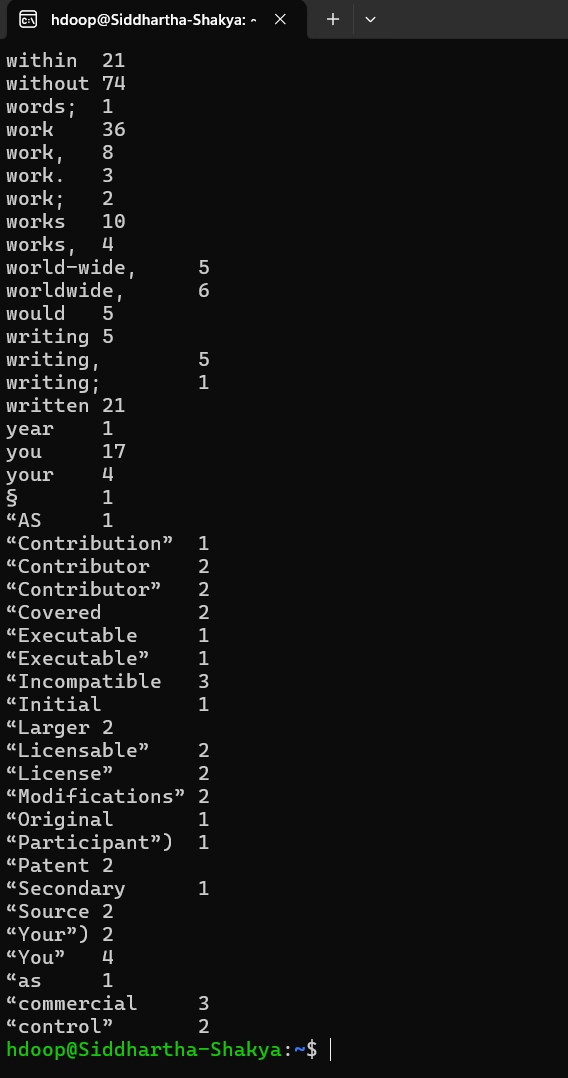 hdoop@Siddhartha-Shakya: ~
within 21
without 74
words; 1
work 36
work, 8
work. 3
work; 2
works 10
works, 4
world-wide, 5
worldwide, 6
would 5
writing 5
writing, 5
writing; 1
written 21
year 1
you 17
your 4
§ 1
“AS 1
“Contribution” 1
“Contributor 2
“Contributor” 2
“Covered 2
“Executable 1
“Executable” 1
“Incompatible 3
“Initial 1
“Larger 2
“Licensable” 2
“License” 2
“Modifications” 2
“Original 1
“Participant”) 1
“Patent 2
“Secondary 1
“Source 2
“Your”) 2
“You” 4
“as 1
“commercial 3
“control” 2
hdoop@Siddhartha-Shakya:~$